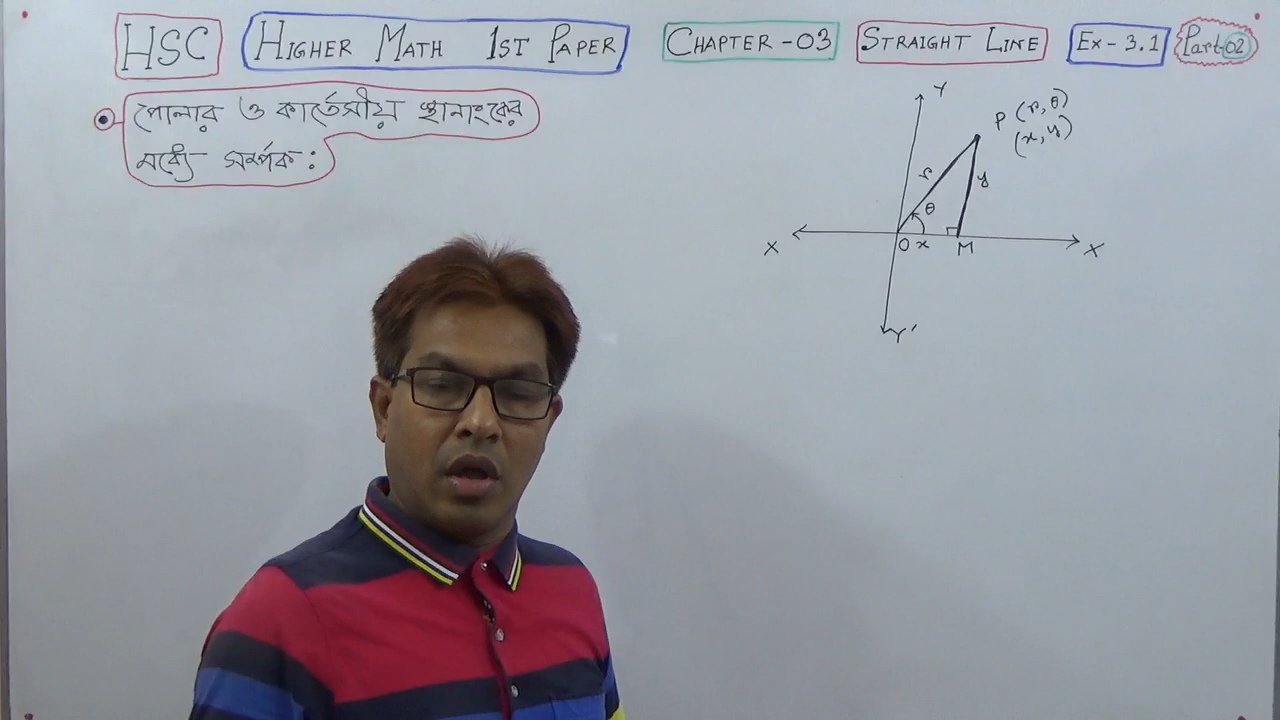 HSC HIGHER MATH 1ST PAPER CHAPTER-03 STRAIGHT LINE Ex-3.1 Part-02
পোলার ও কার্তেসীয় স্থানাংকের
মধ্যে সম্পর্ক:
Y
P (r, θ)
(x, y)
r
y
θ
X O x M X
Y'